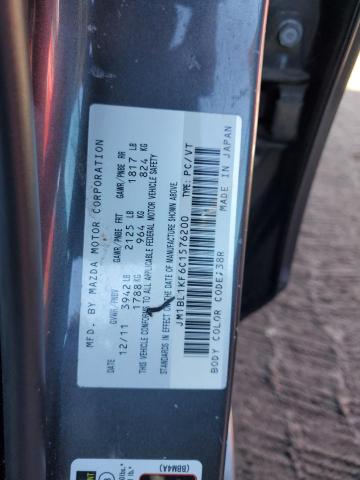 MFD. BY MAZDA MOTOR CORPORATION
DATE GVWR/PNBV GAWR/PNBE FRT GAWR/PNBE RR
12/11 3942 LB 2125 LB 1817 LB
1788 KG 964 KG 824 KG
THIS VEHICLE CONFORMS TO ALL APPLICABLE FEDERAL MOTOR VEHICLE SAFETY
STANDARD IN EFFECT ON THE DATE OF MANUFACTURE SHOWN ABOVE.
JM1BL1KF6C1576200 TYPE: PC/VT
BODY COLOR CODE:38R MADE IN JAPAN
(BBM4A)